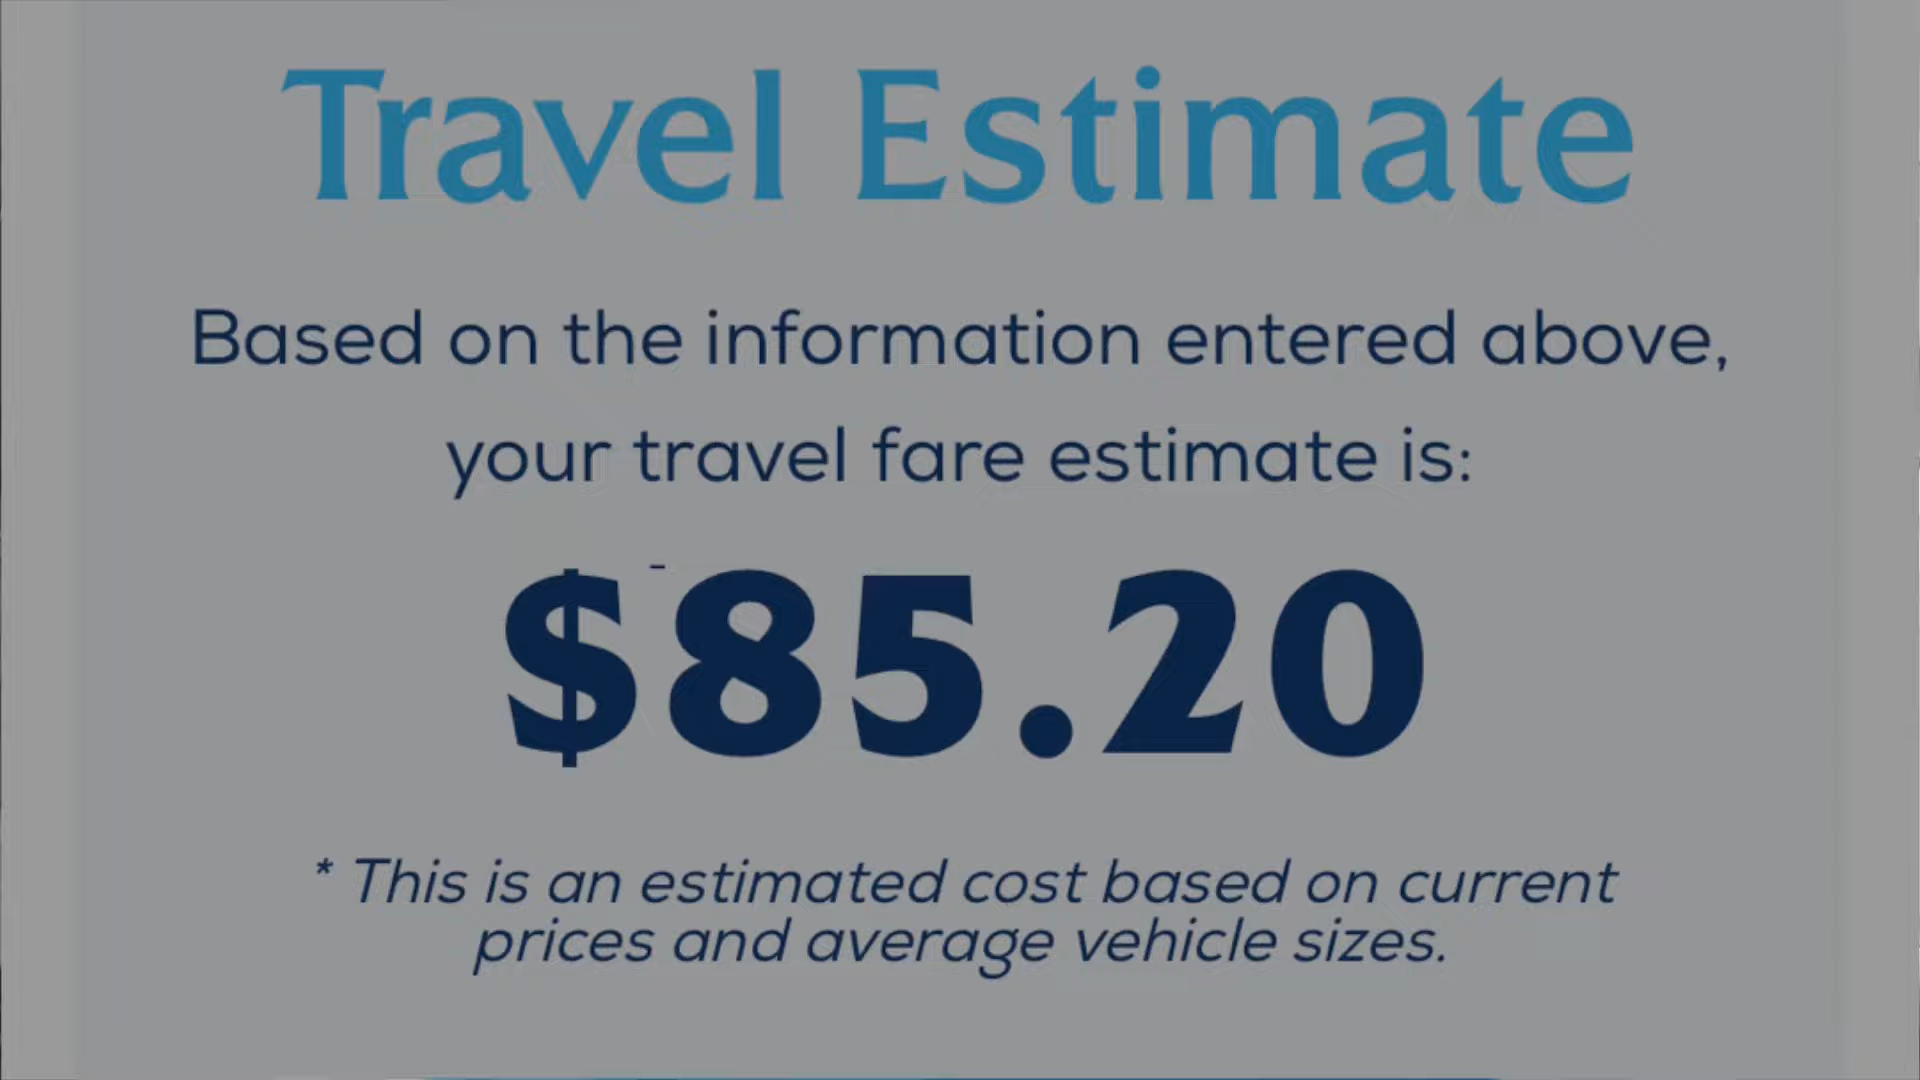 Travel Estimate
Based on the information entered above,
your travel fare estimate is:
$85.20
* This is an estimated cost based on current
prices and average vehicle sizes.